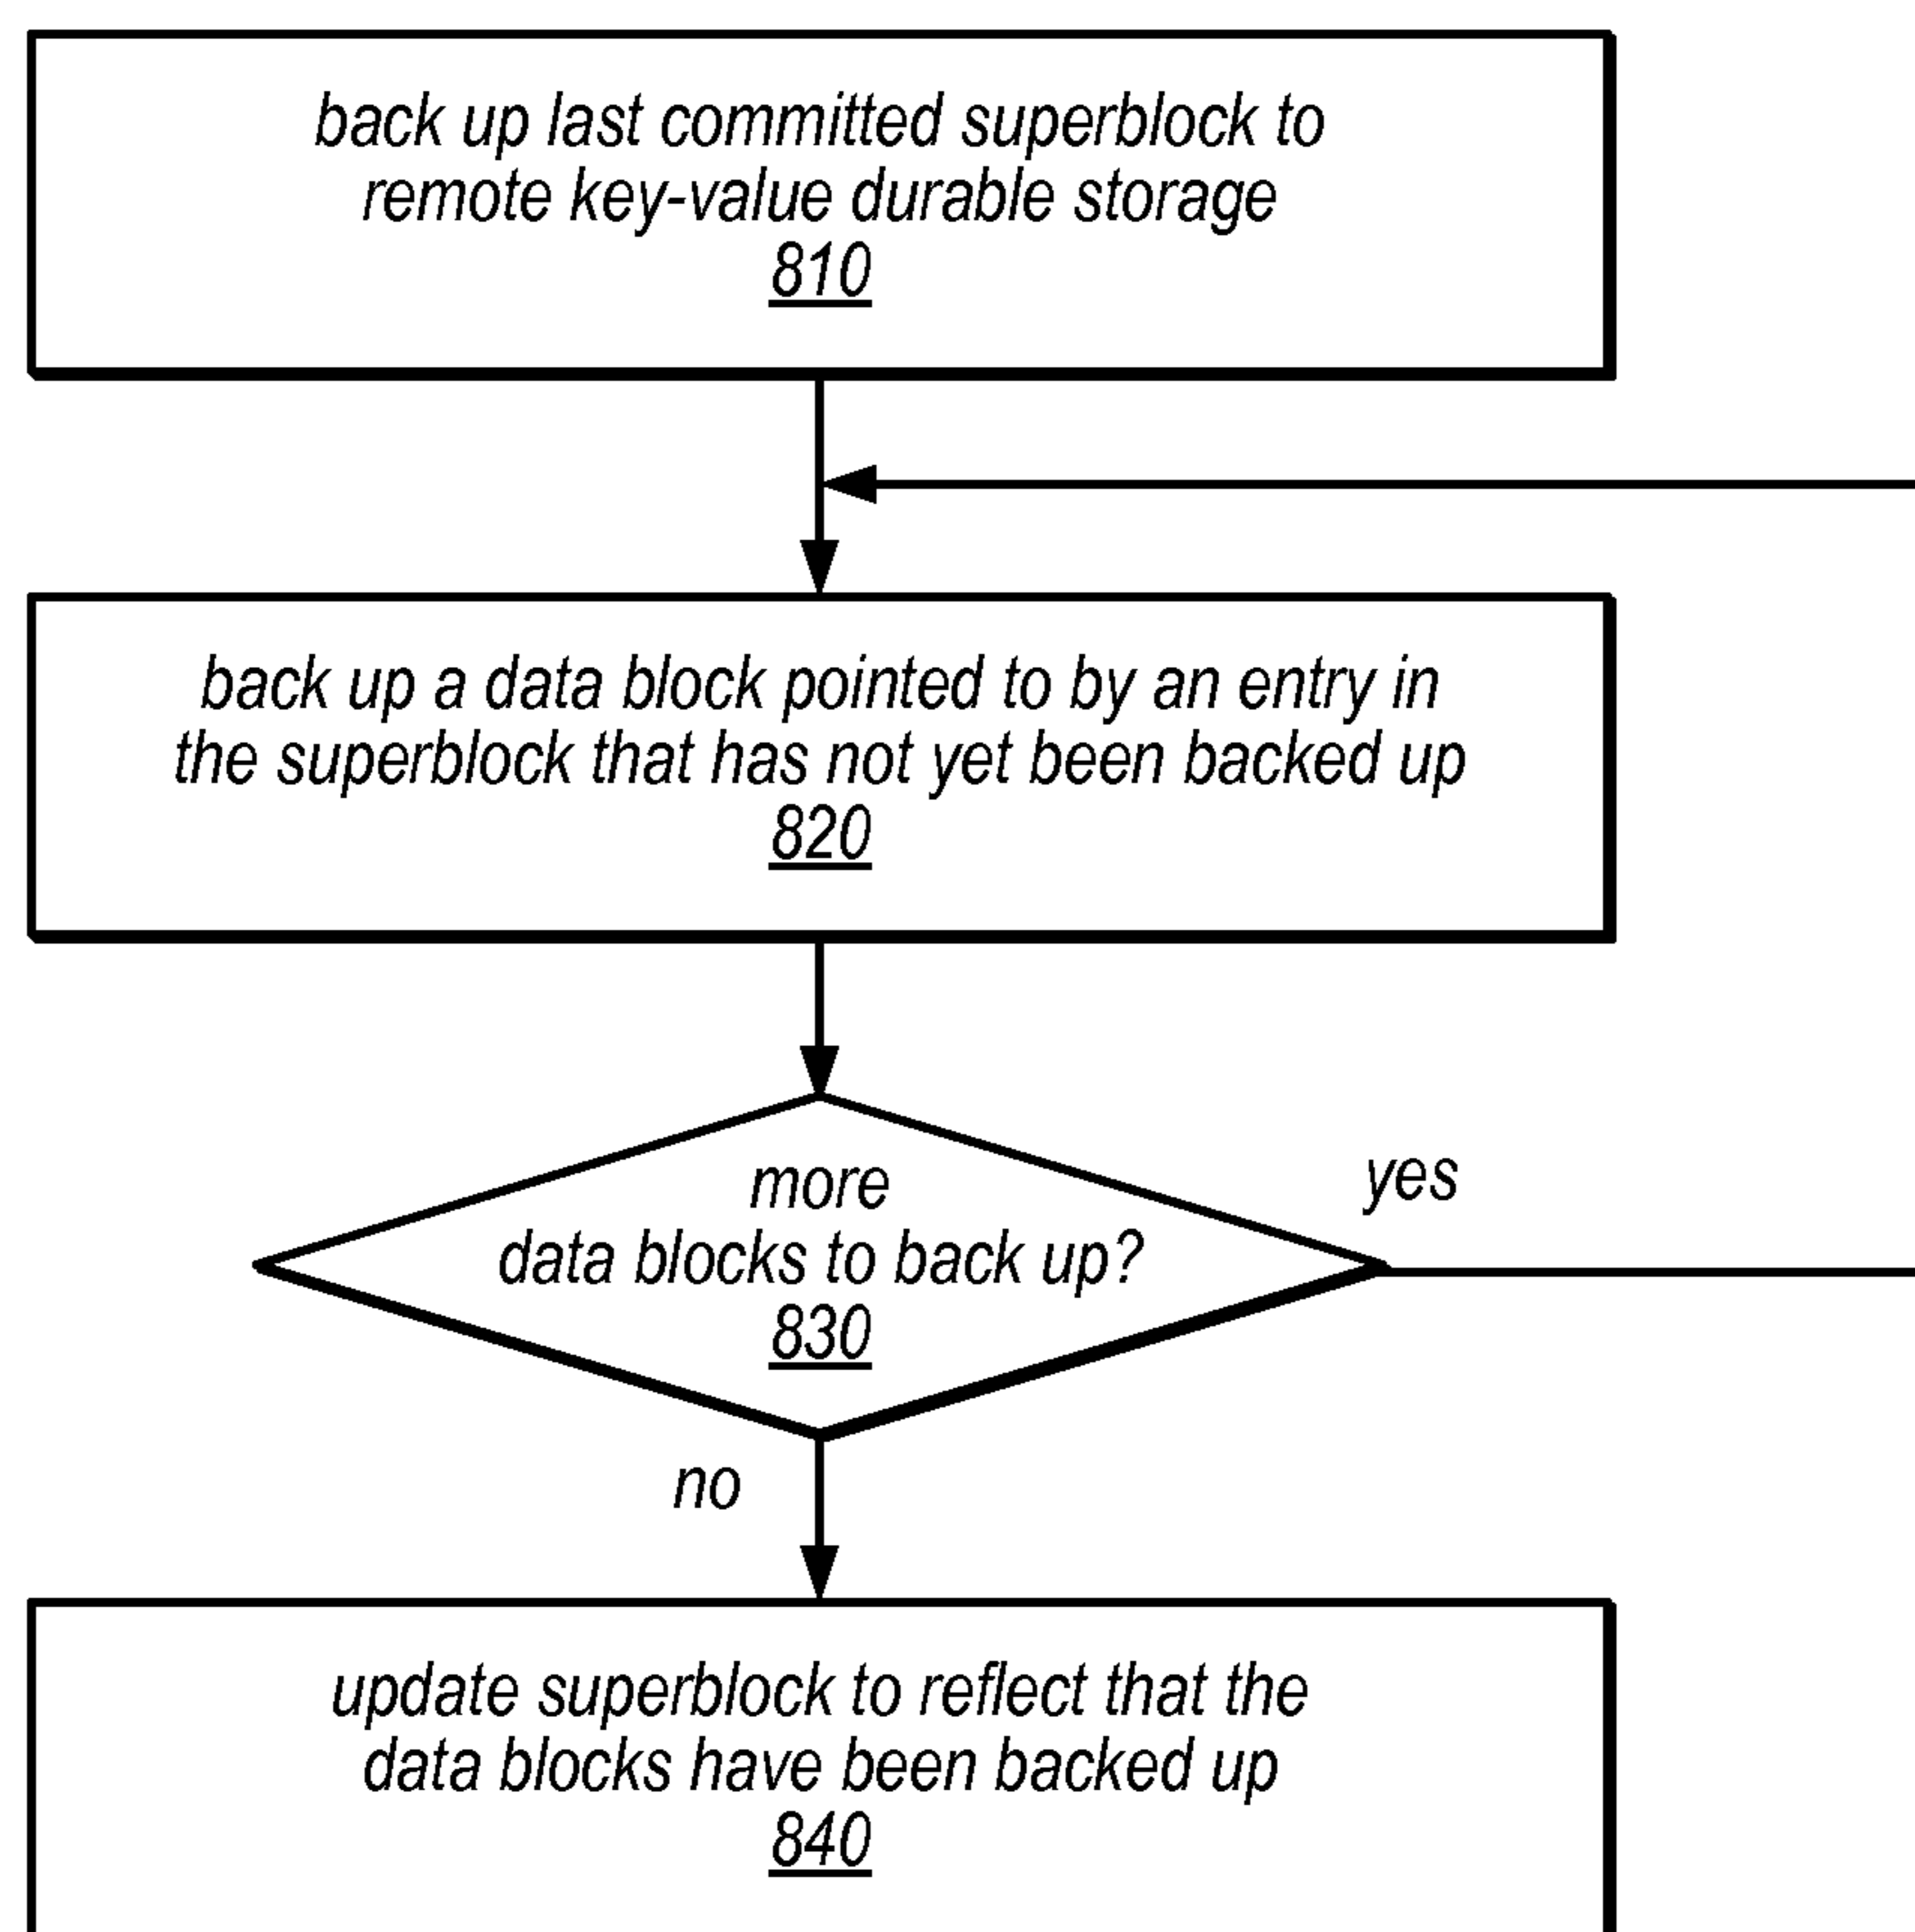 back up last committed superblock to
remote key-value durable storage
810
back up a data block pointed to by an entry in
the superblock that has not yet been backed up
820
more
data blocks to back up?
830
yes
no
update superblock to reflect that the
data blocks have been backed up
840